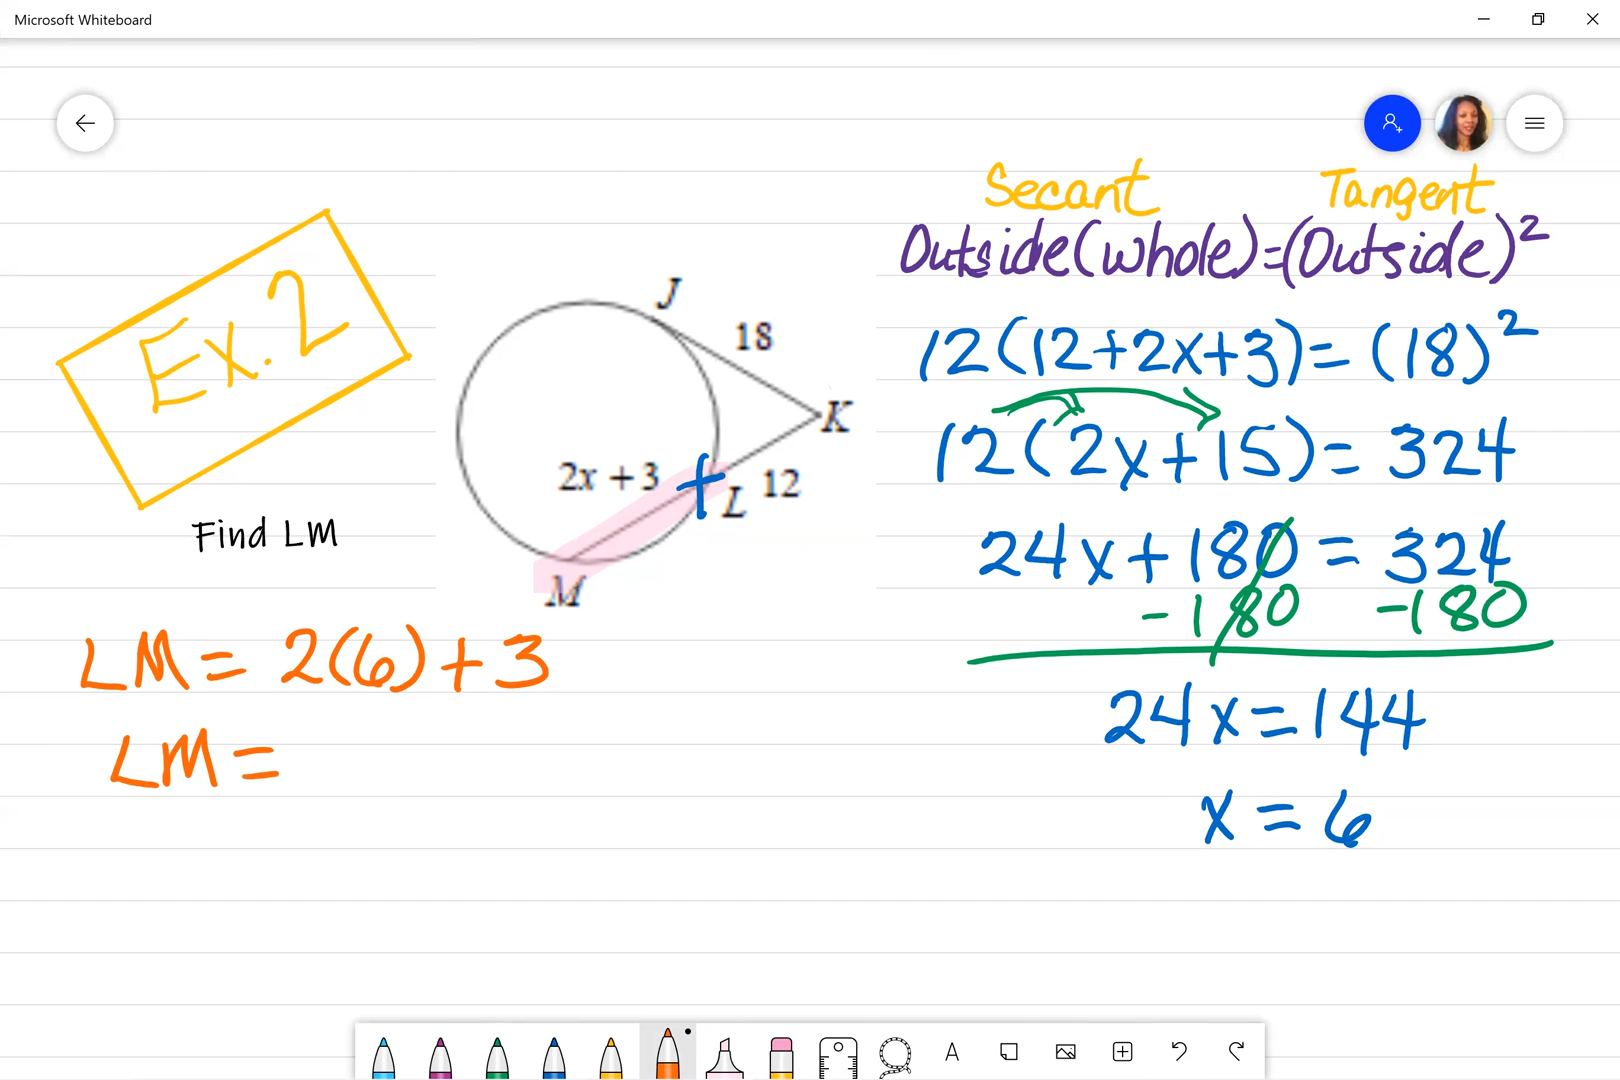 Microsoft Whiteboard
Secant Tangent
Outside(whole)=(Outside)²
Ex. 2
J
18
12(12+2x+3)=(18)²
K
12(2x+15)=324
2x + 3
L 12
Find LM
24x+180=324
M
-180 -180
LM=2(6)+3
24x=144
LM=
x=6
A